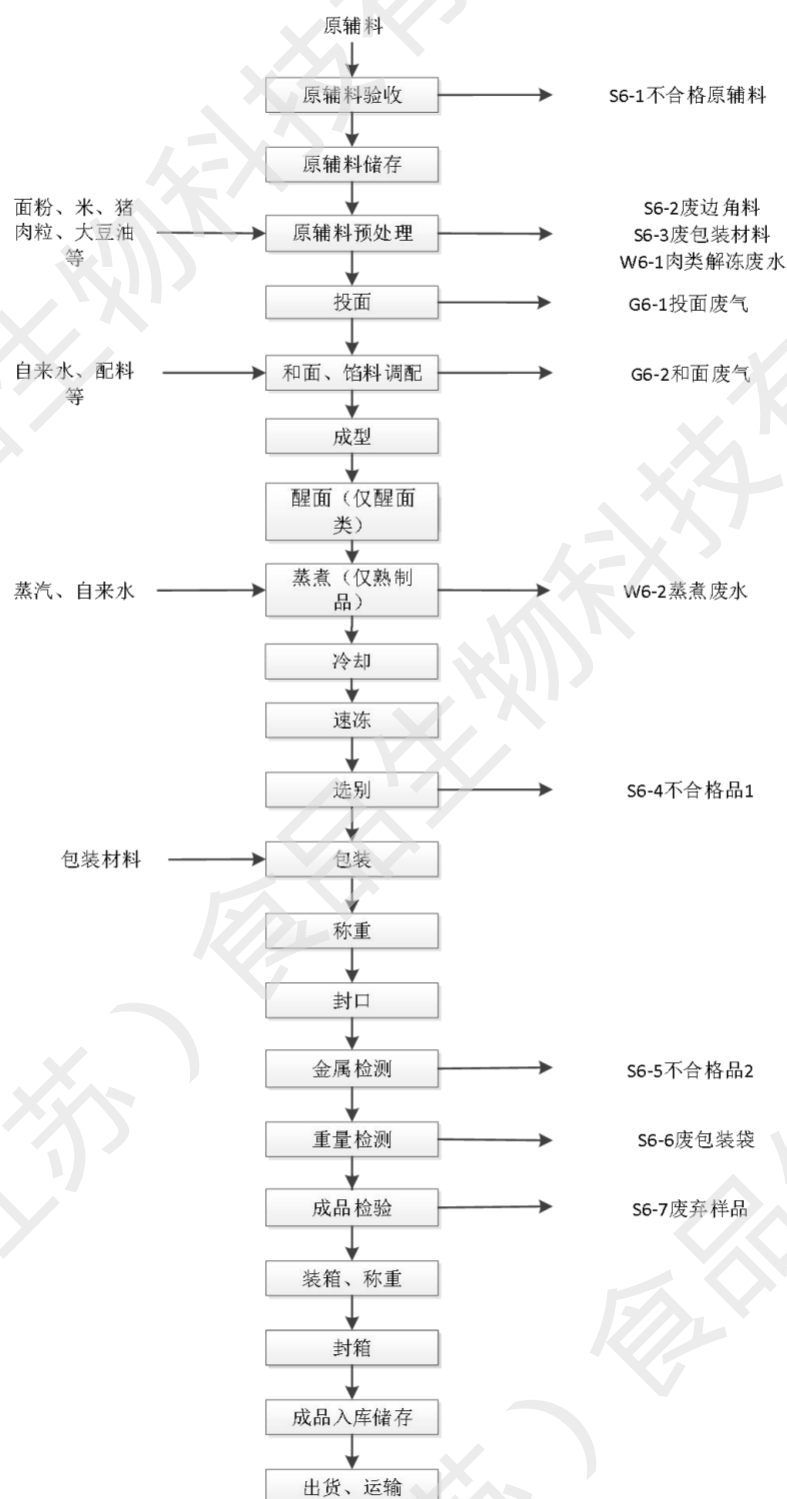 原辅料
原辅料验收
S6-1不合格原辅料
原辅料储存
面粉、米、猪
肉粒、大豆油
等
原辅料预处理
S6-2废边角料
S6-3废包装材料
W6-1肉类解冻废水
投面
G6-1投面废气
自来水、配料
等
和面、馅料调配
G6-2和面废气
成型
醒面（仅醒面
类）
蒸汽、自来水
蒸煮（仅熟制
品）
W6-2蒸煮废水
冷却
速冻
选别
S6-4不合格品1
包装材料
包装
称重
封口
金属检测
S6-5不合格品2
重量检测
S6-6废包装袋
成品检验
S6-7废弃样品
装箱、称重
封箱
成品入库储存
出货、运输